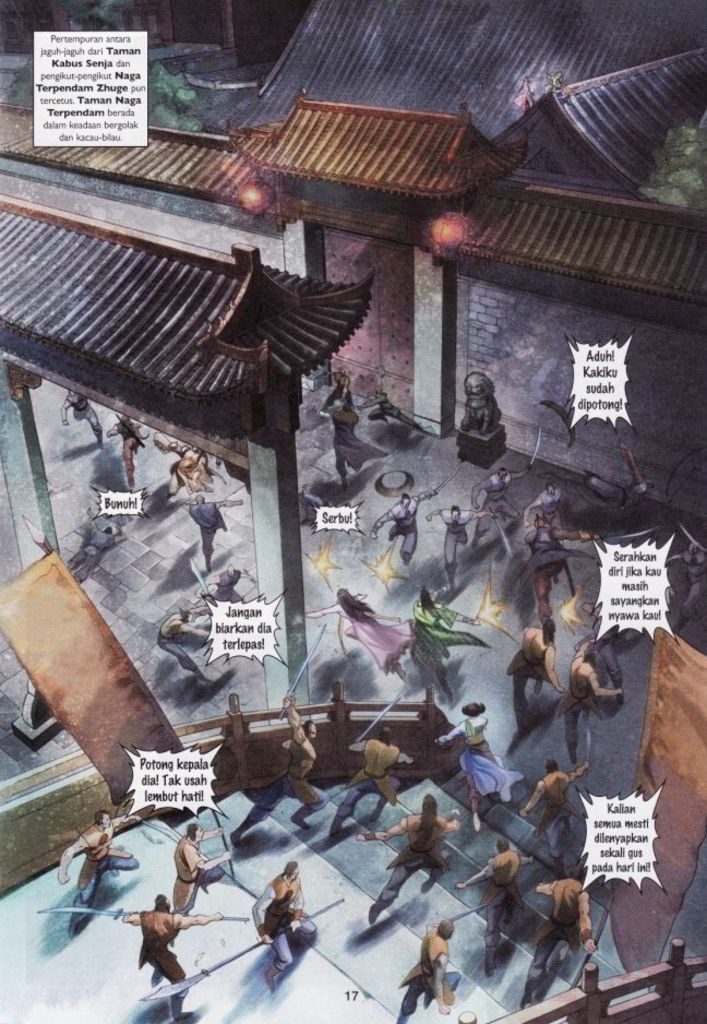 Pertempuran antara
jaguh-jaguh dari Taman
Kabus Senja dan
pengikut-pengikut Naga
Terpendam Zhuge pun
tercetus. Taman Naga
Terpendam berada
dalam keadaan bergolak
dan kacau-bilau.
Aduh!
Kakiku
sudah
dipotong!
Bunuh!
Serbu!
Serahkan
diri jika kau
sayangkan
nyawa kau!
Jangan
biarkan dia
terlepas!
Potong kepala
dia! Tak usah
lembut hati!
Kalian
semua mesti
dilenyapkan
sekali gus
pada hari ini!
17